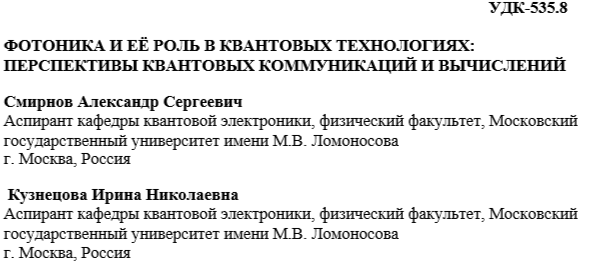 УДК-535.8
ФОТОНИКА И ЕЁ РОЛЬ В КВАНТОВЫХ ТЕХНОЛОГИЯХ:
ПЕРСПЕКТИВЫ КВАНТОВЫХ КОММУНИКАЦИЙ И ВЫЧИСЛЕНИЙ
Смирнов Александр Сергеевич
Аспирант кафедры квантовой электроники, физический факультет, Московский
государственный университет имени М.В. Ломоносова
г. Москва, Россия
Кузнецова Ирина Николаевна
Аспирант кафедры квантовой электроники, физический факультет, Московский
государственный университет имени М.В. Ломоносова
г. Москва, Россия